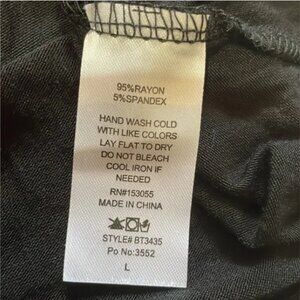 95%RAYON
5%SPANDEX
HAND WASH COLD
WITH LIKE COLORS
LAY FLAT TO DRY
DO NOT BLEACH
COOL IRON IF
NEEDED
RN#153055
MADE IN CHINA
STYLE# BT3435
Po No:3552
L